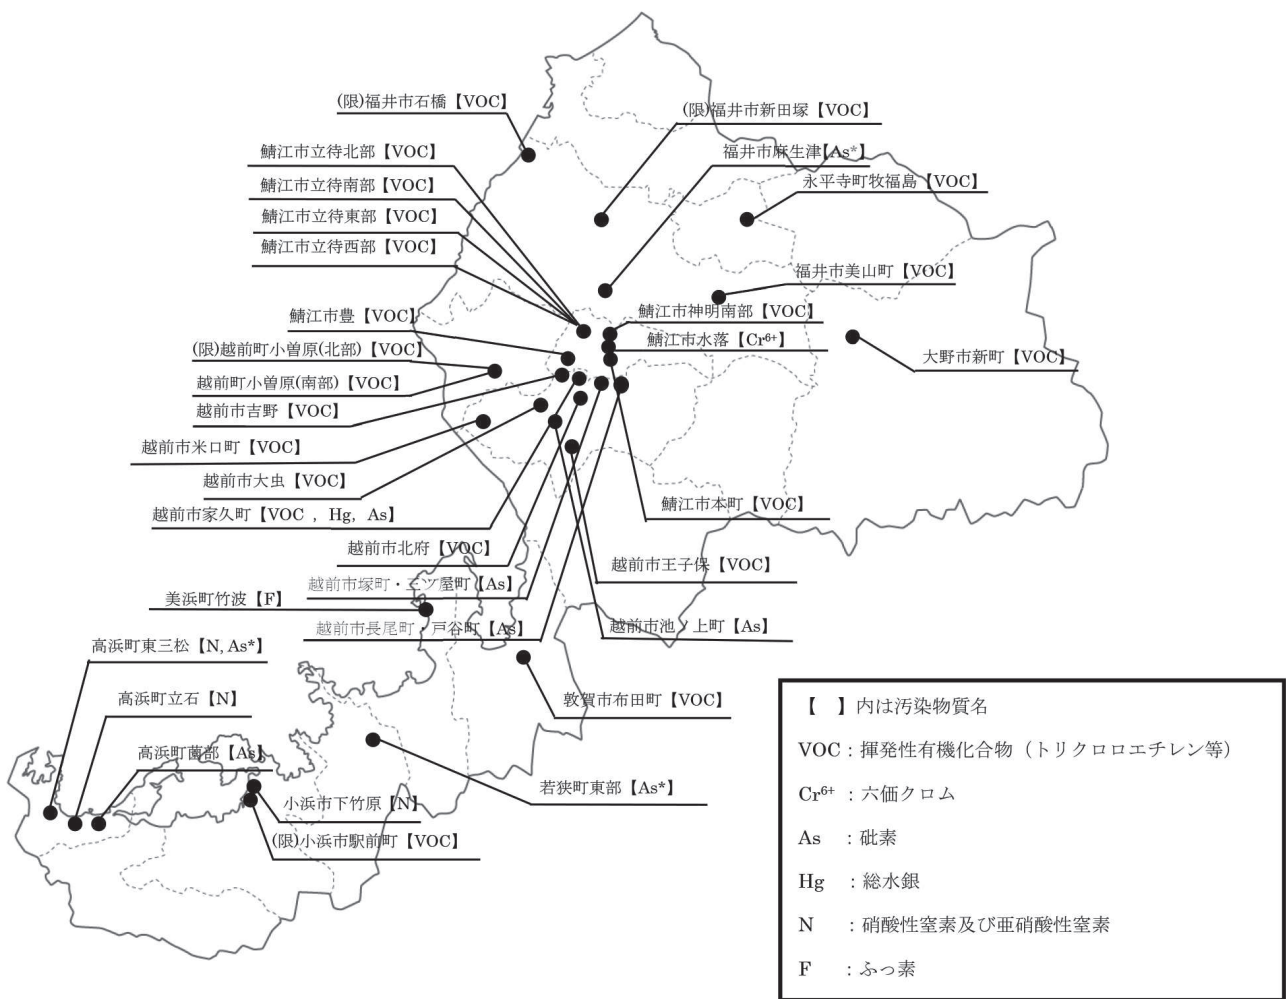 (限)福井市石橋【VOC】
(限)福井市新田塚【VOC】
鯖江市立待北部【VOC】
福井市麻生津【As*】
鯖江市立待南部【VOC】
永平寺町牧福島【VOC】
鯖江市立待東部【VOC】
鯖江市立待西部【VOC】
福井市美山町【VOC】
鯖江市豊【VOC】
鯖江市神明南部【VOC】
(限)越前町小曽原(北部)【VOC】
鯖江市水落【Cr⁶⁺】
大野市新町【VOC】
越前町小曽原(南部)【VOC】
越前市吉野【VOC】
越前市米口町【VOC】
越前市大虫【VOC】
鯖江市本町【VOC】
越前市家久町【VOC , Hg, As】
越前市北府【VOC】
越前市王子保【VOC】
越前市塚町・三ツ屋町【As】
美浜町竹波【F】
越前市長尾町・戸谷町【As】
越前市池ノ上町【As】
高浜町東三松【N, As*】
高浜町立石【N】
敦賀市布田町【VOC】
高浜町薗部【As】
若狭町東部【As*】
小浜市下竹原【N】
(限)小浜市駅前町【VOC】
【 】内は汚染物質名
VOC：揮発性有機化合物（トリクロロエチレン等）
Cr⁶⁺：六価クロム
As：砒素
Hg：総水銀
N：硝酸性窒素及び亜硝酸性窒素
F：ふっ素